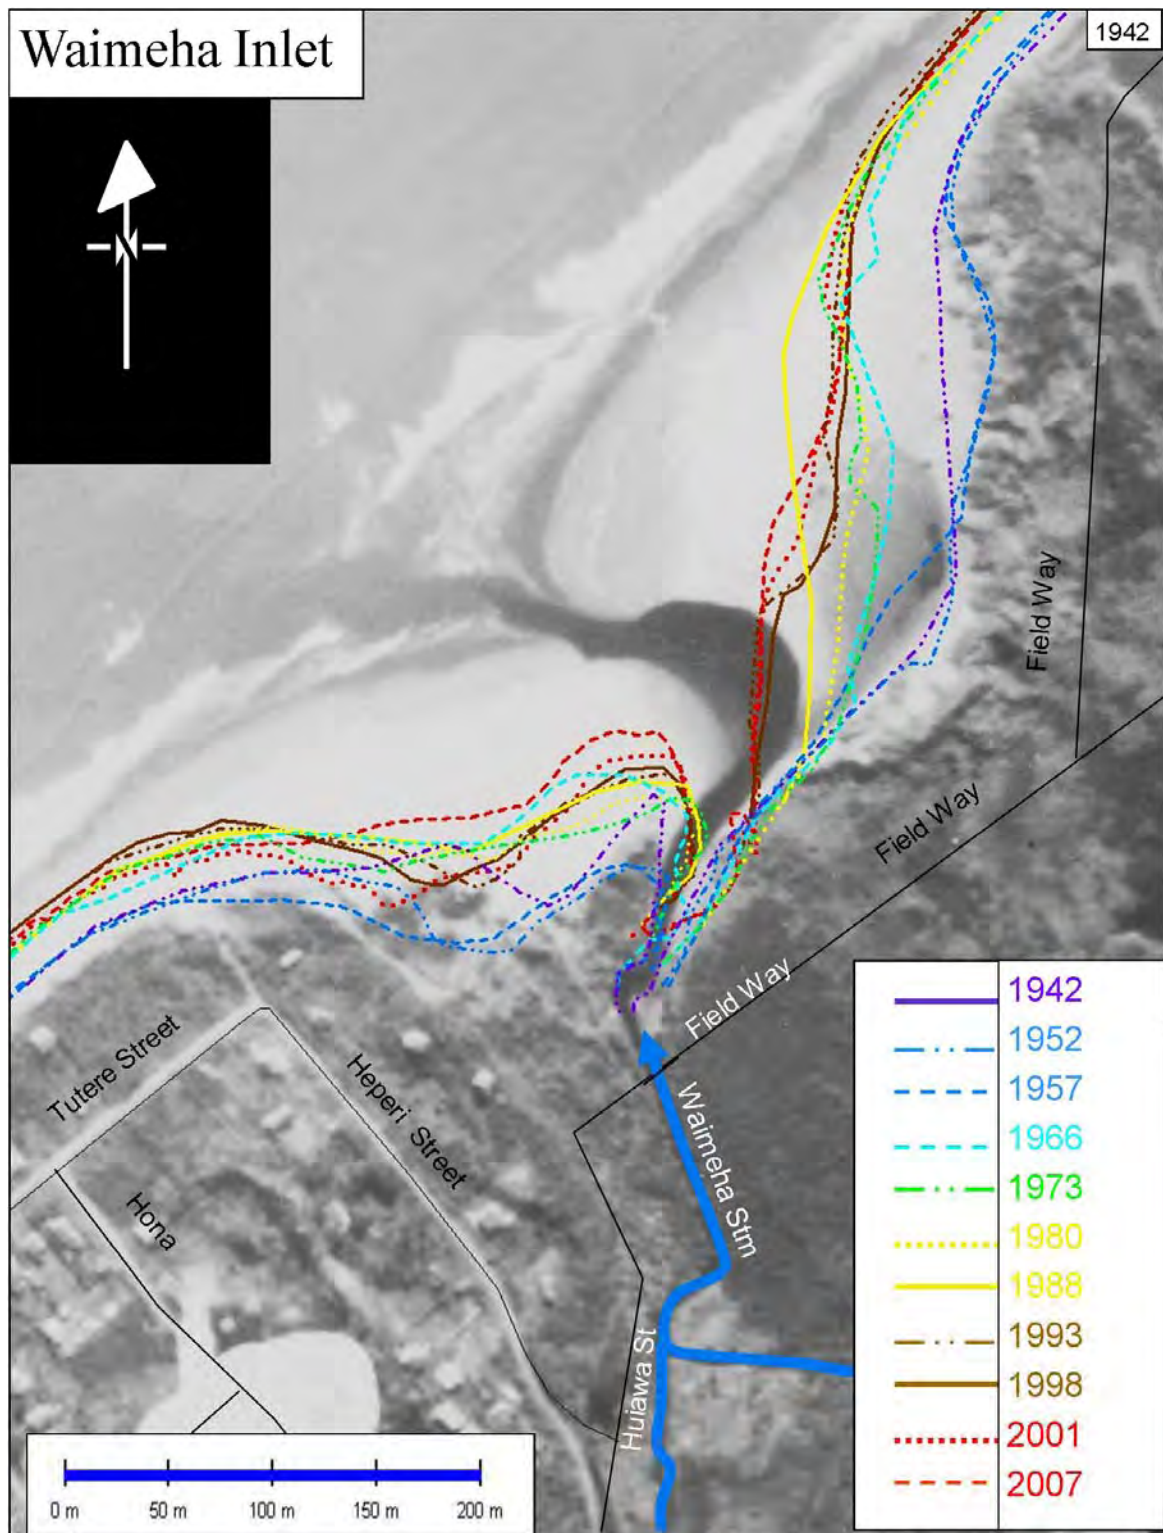 Waimeha Inlet
1942
N
Field Way
Field Way
Field Way
Tutere Street
Heperi Street
Waimeha Stm
Hona
Huiawa St
1942
1952
1957
1966
1973
1980
1988
1993
1998
2001
2007
0 m 50 m 100 m 150 m 200 m